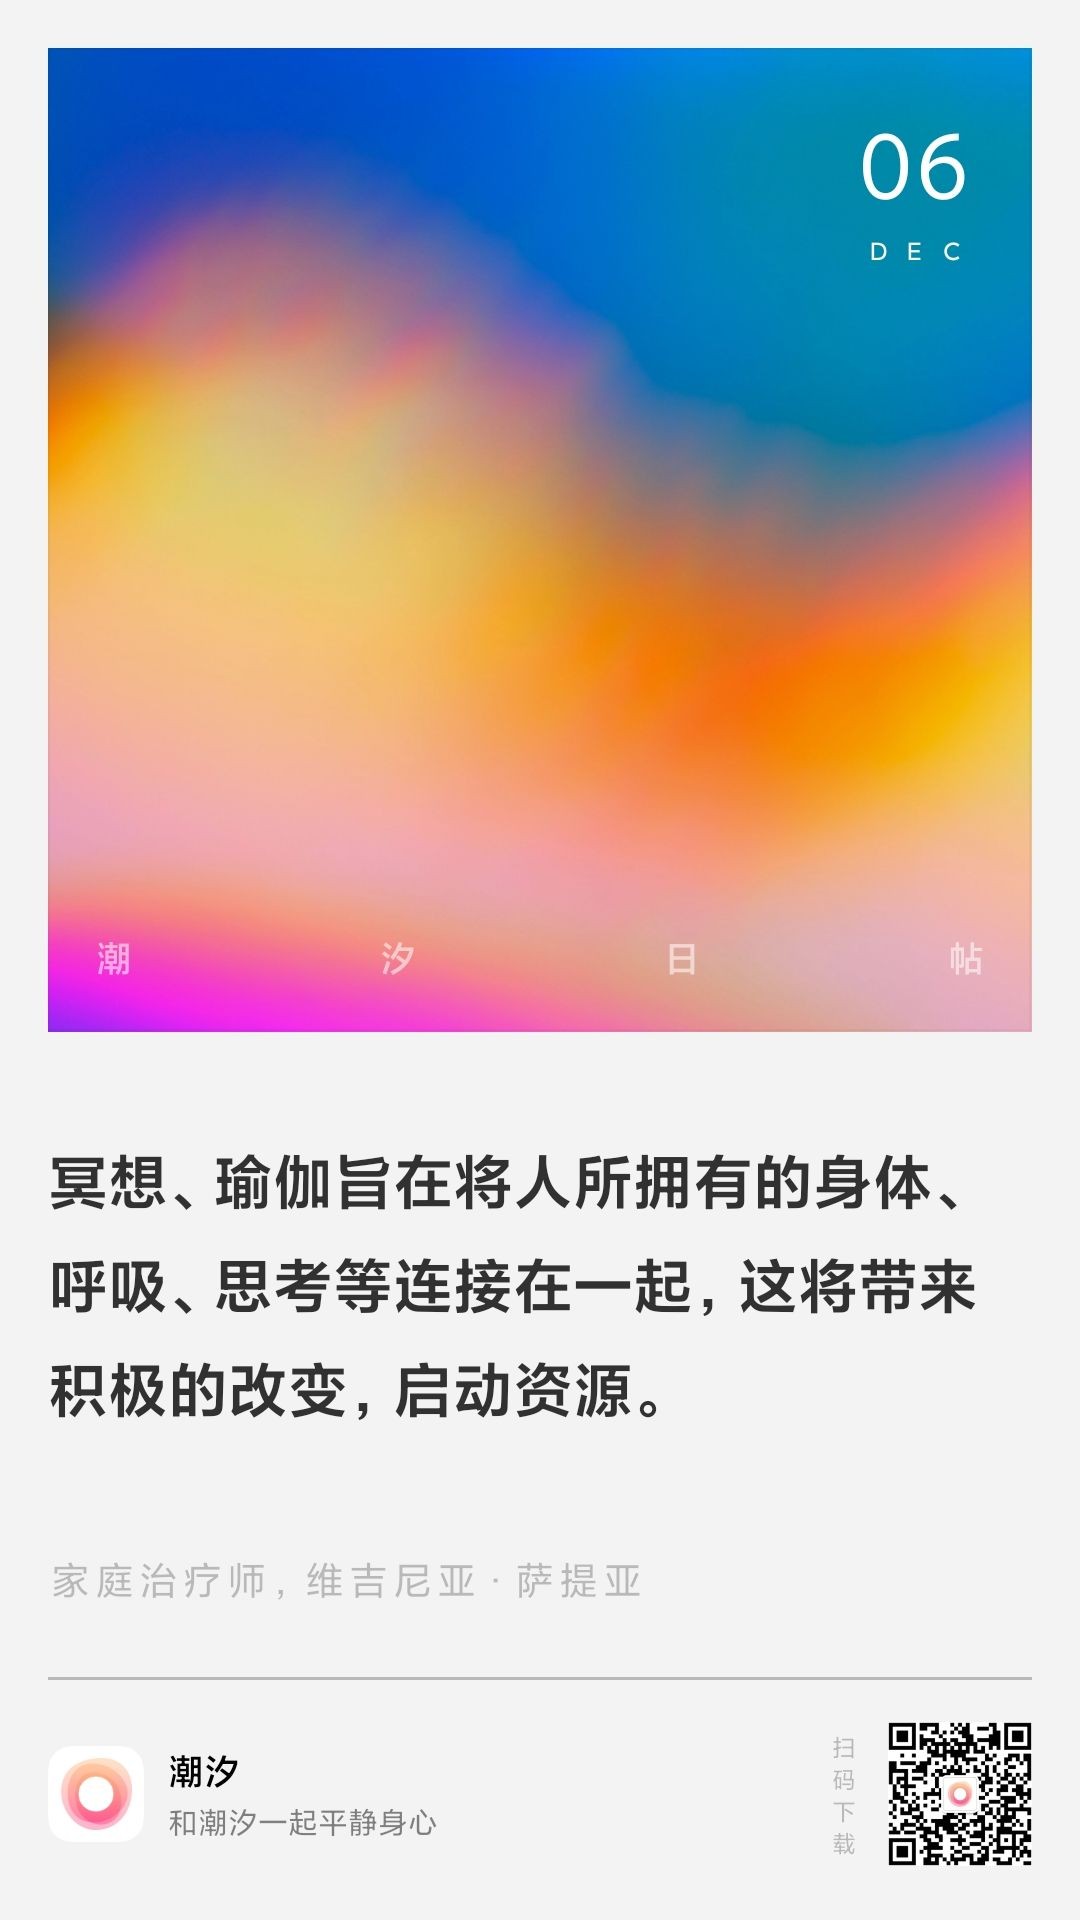 06
DEC
潮 汐 日 帖
冥想、瑜伽旨在将人所拥有的身体、
呼吸、思考等连接在一起，这将带来
积极的改变，启动资源。
家庭治疗师，维吉尼亚·萨提亚
潮汐
和潮汐一起平静身心
扫码下载